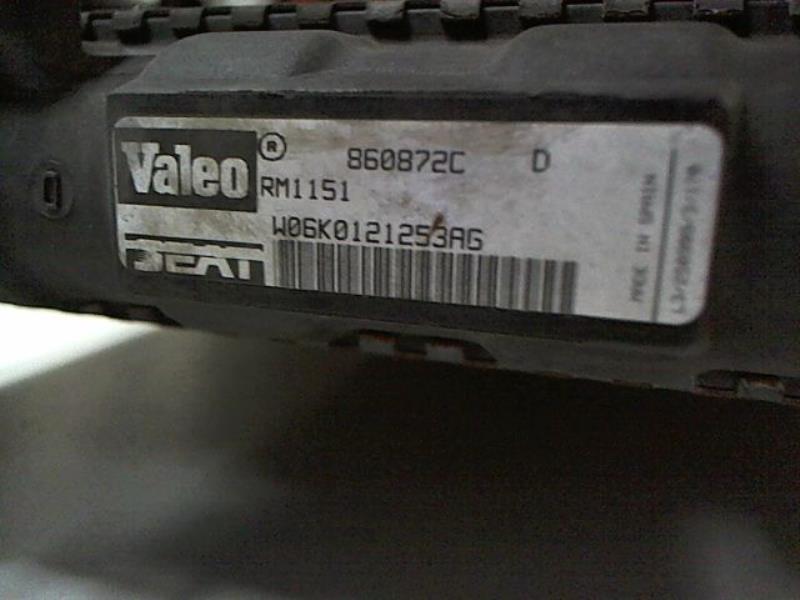 Valeo ® 860872C D
RM1151
W06K0121253AG
SEAT
MADE IN SPAIN